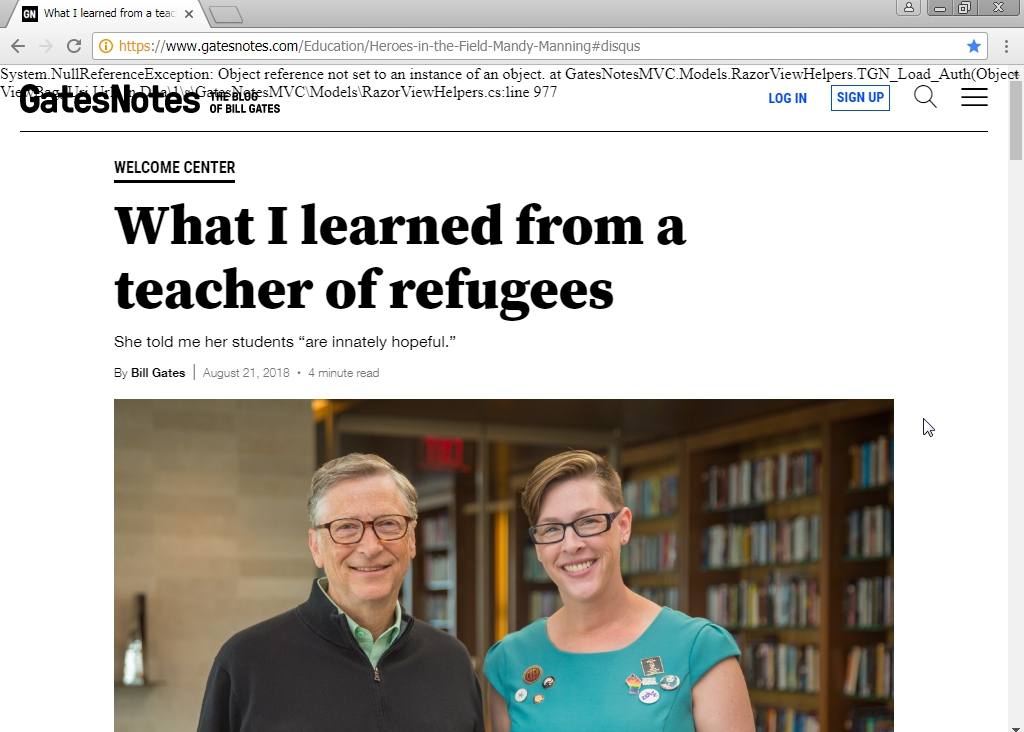 GN What I learned from a teac
https://www.gatesnotes.com/Education/Heroes-in-the-Field-Mandy-Manning#disqus
System.NullReferenceException: Object reference not set to an instance of an object. at GatesNotesMVC.Models.RazorViewHelpers.TGN_Load_Auth(Object
GatesNotesMVC\Models\RazorViewHelpers.cs:line 977
GatesNotes THE BLOG
OF BILL GATES
LOG IN SIGN UP
WELCOME CENTER
What I learned from a
teacher of refugees
She told me her students “are innately hopeful.”
By Bill Gates | August 21, 2018 • 4 minute read